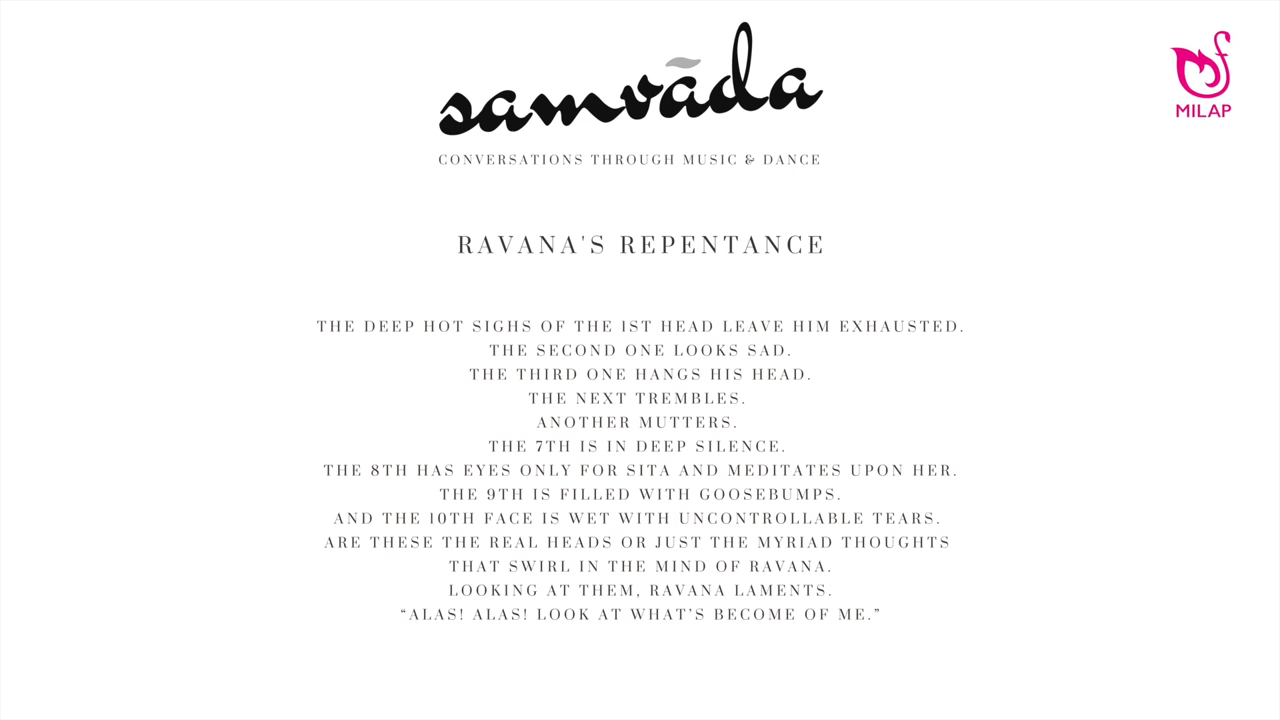 samvāda
MILAP
CONVERSATIONS THROUGH MUSIC & DANCE
RAVANA'S REPENTANCE
THE DEEP HOT SIGHS OF THE 1ST HEAD LEAVE HIM EXHAUSTED.
THE SECOND ONE LOOKS SAD.
THE THIRD ONE HANGS HIS HEAD.
THE NEXT TREMBLES.
ANOTHER MUTTERS.
THE 7TH IS IN DEEP SILENCE.
THE 8TH HAS EYES ONLY FOR SITA AND MEDITATES UPON HER.
THE 9TH IS FILLED WITH GOOSEBUMPS.
AND THE 10TH FACE IS WET WITH UNCONTROLLABLE TEARS.
ARE THESE THE REAL HEADS OR JUST THE MYRIAD THOUGHTS
THAT SWIRL IN THE MIND OF RAVANA.
LOOKING AT THEM, RAVANA LAMENTS.
“ALAS! ALAS! LOOK AT WHAT’S BECOME OF ME.”